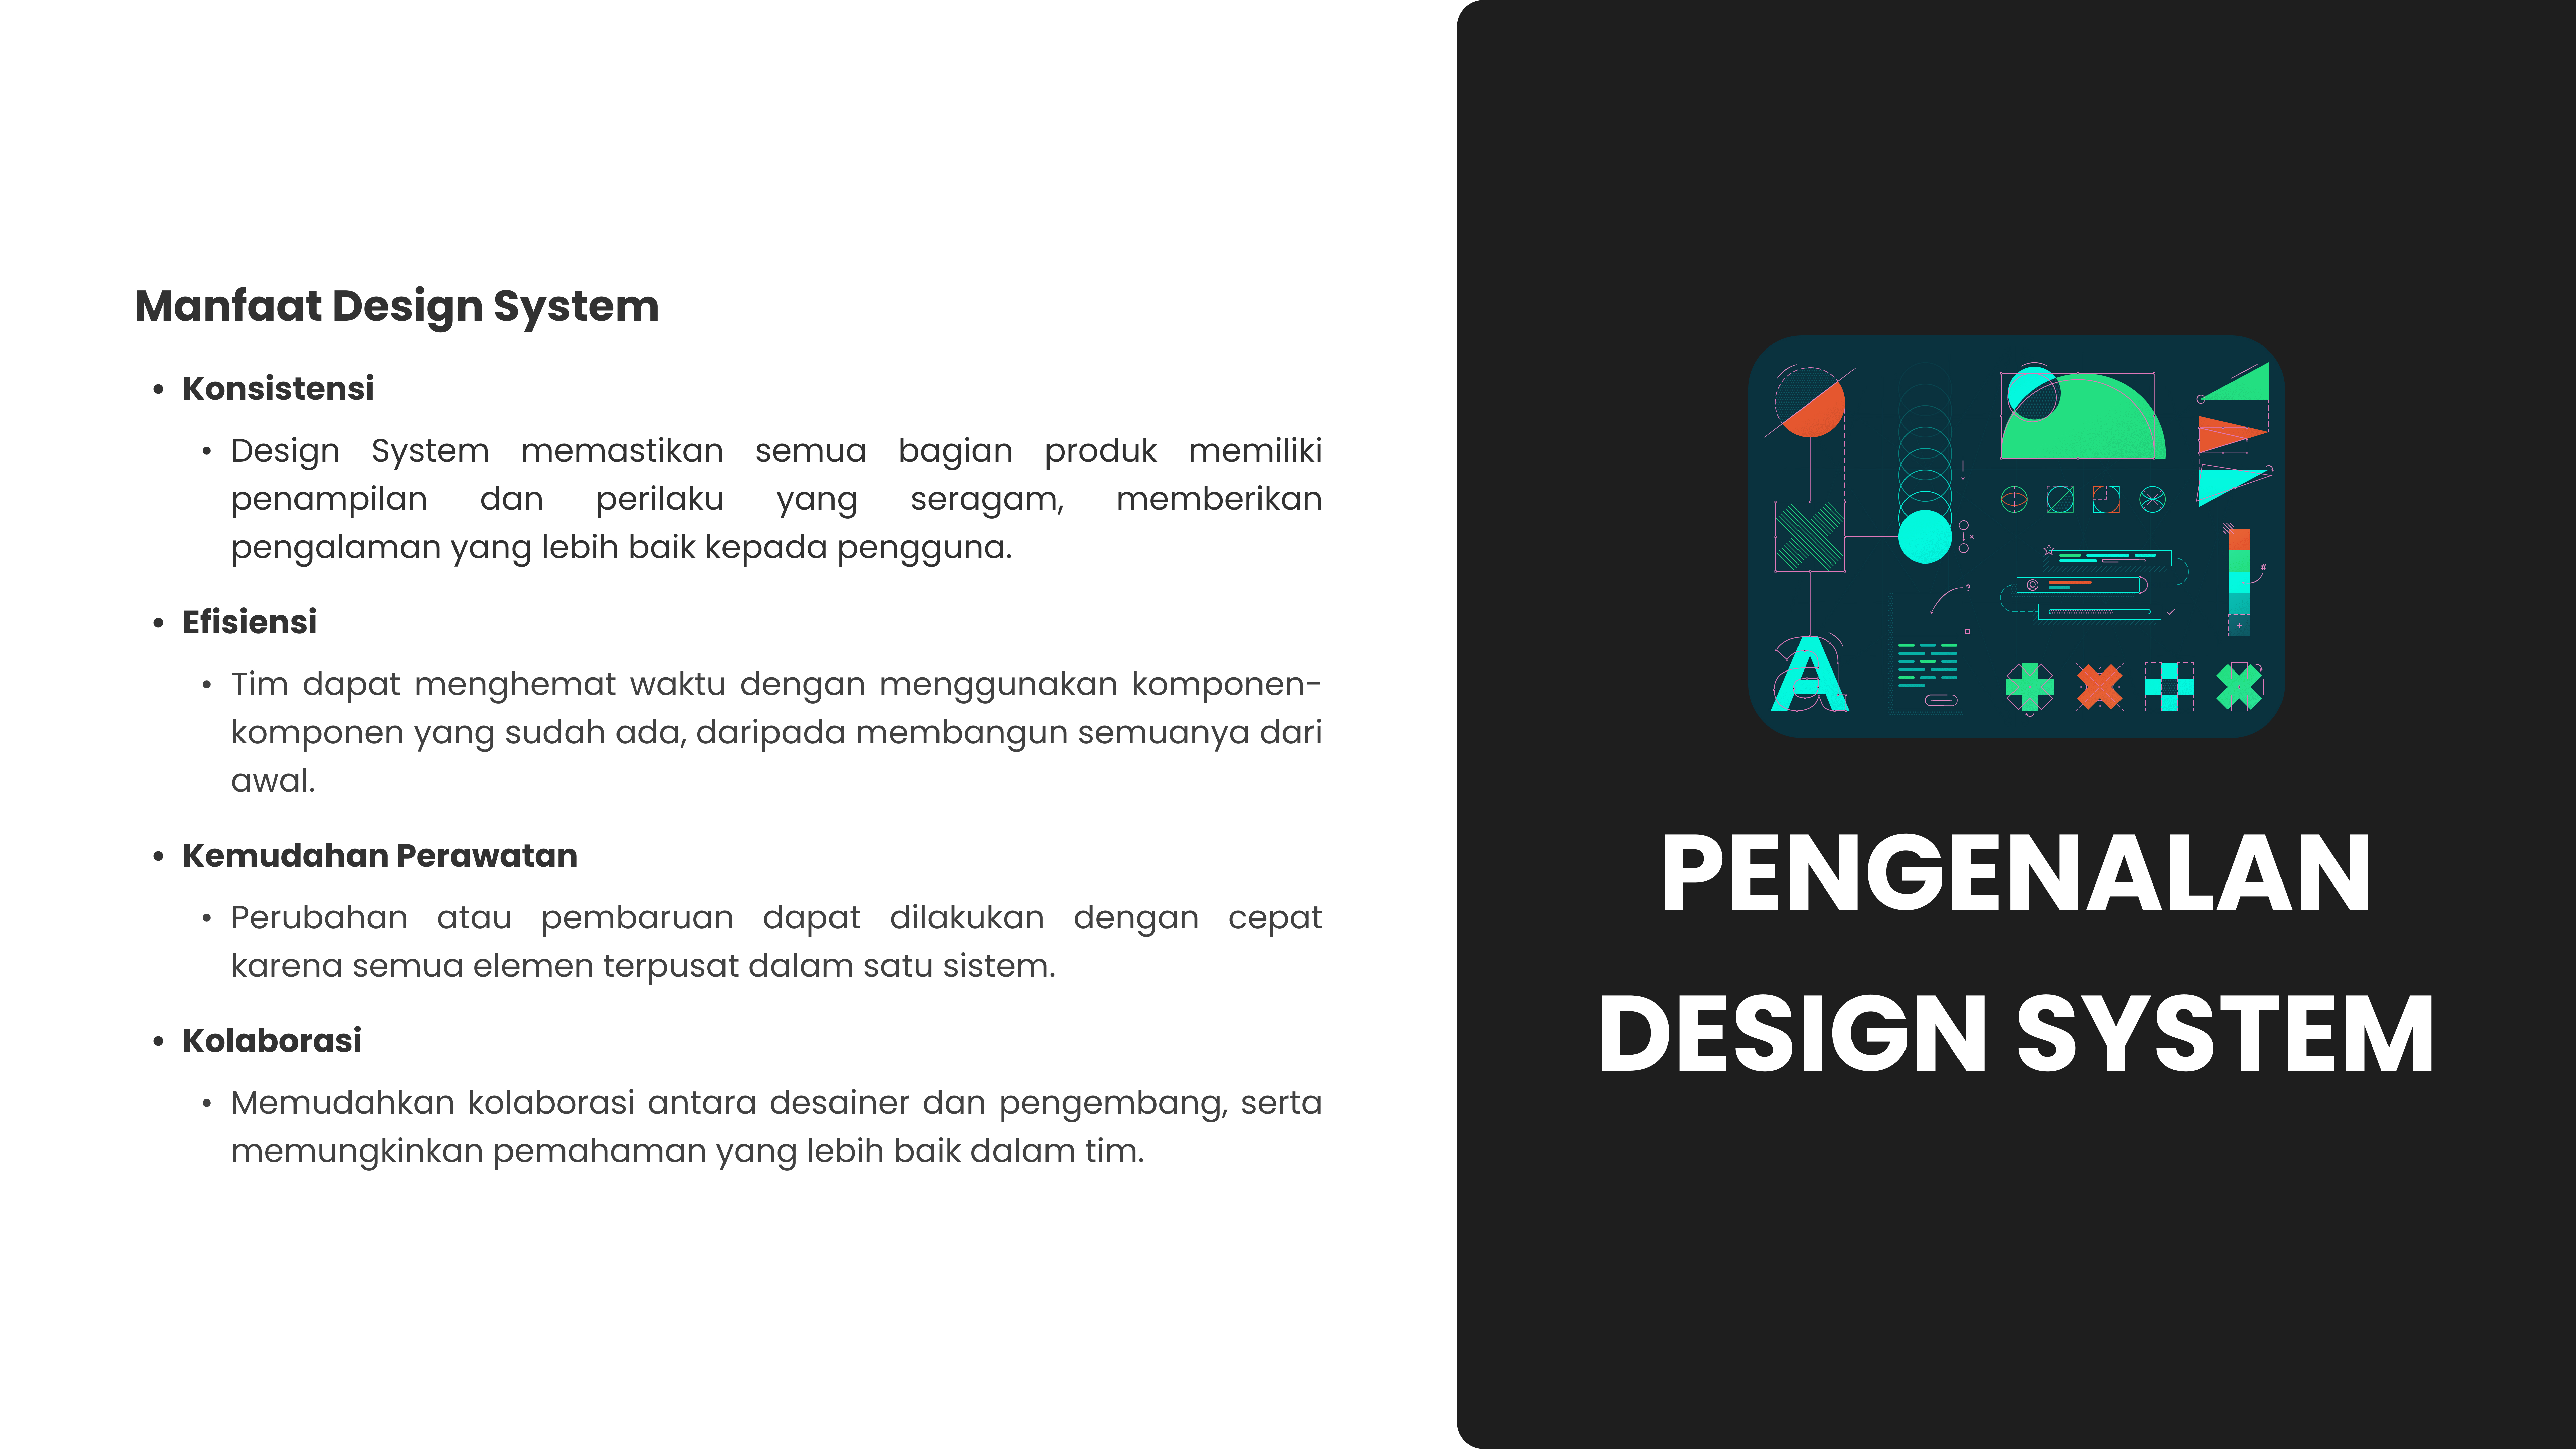 Manfaat Design System
• Konsistensi
• Design System memastikan semua bagian produk memiliki
penampilan dan perilaku yang seragam, memberikan
pengalaman yang lebih baik kepada pengguna.
• Efisiensi
• Tim dapat menghemat waktu dengan menggunakan komponen-
komponen yang sudah ada, daripada membangun semuanya dari
awal.
• Kemudahan Perawatan
• Perubahan atau pembaruan dapat dilakukan dengan cepat
karena semua elemen terpusat dalam satu sistem.
• Kolaborasi
• Memudahkan kolaborasi antara desainer dan pengembang, serta
memungkinkan pemahaman yang lebih baik dalam tim.
A
?
#
PENGENALAN
DESIGN SYSTEM